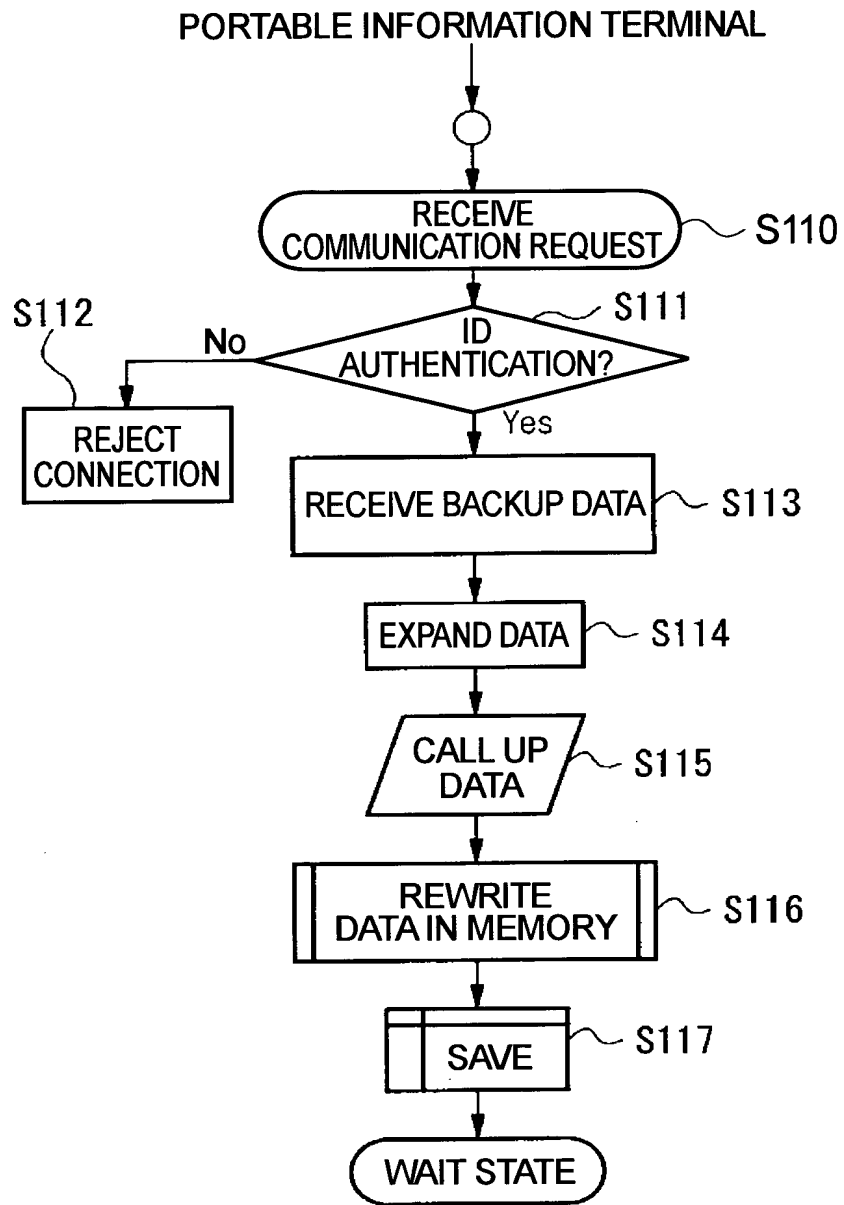 PORTABLE INFORMATION TERMINAL
RECEIVE
COMMUNICATION REQUEST
S110
S111
ID
AUTHENTICATION?
S112
No
REJECT
CONNECTION
Yes
RECEIVE BACKUP DATA
S113
EXPAND DATA
S114
CALL UP
DATA
S115
REWRITE
DATA IN MEMORY
S116
SAVE
S117
WAIT STATE